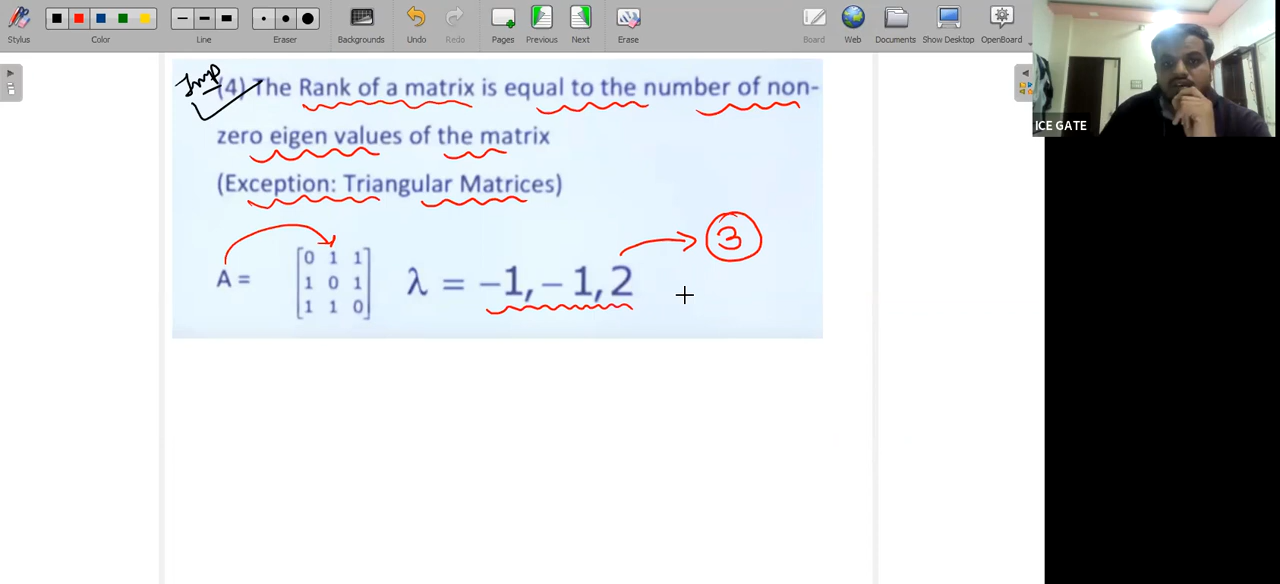 Stylus
Color
Line
Eraser
Backgrounds
Undo
Redo
Pages
Previous
Next
Erase
Board
Web
Documents
Show Desktop
OpenBoard
ICE GATE
Imp
(4) The Rank of a matrix is equal to the number of non-
zero eigen values of the matrix
(Exception: Triangular Matrices)
A = [0 1 1 λ = −1, − 1, 2 3
1 0 1
1 1 0]